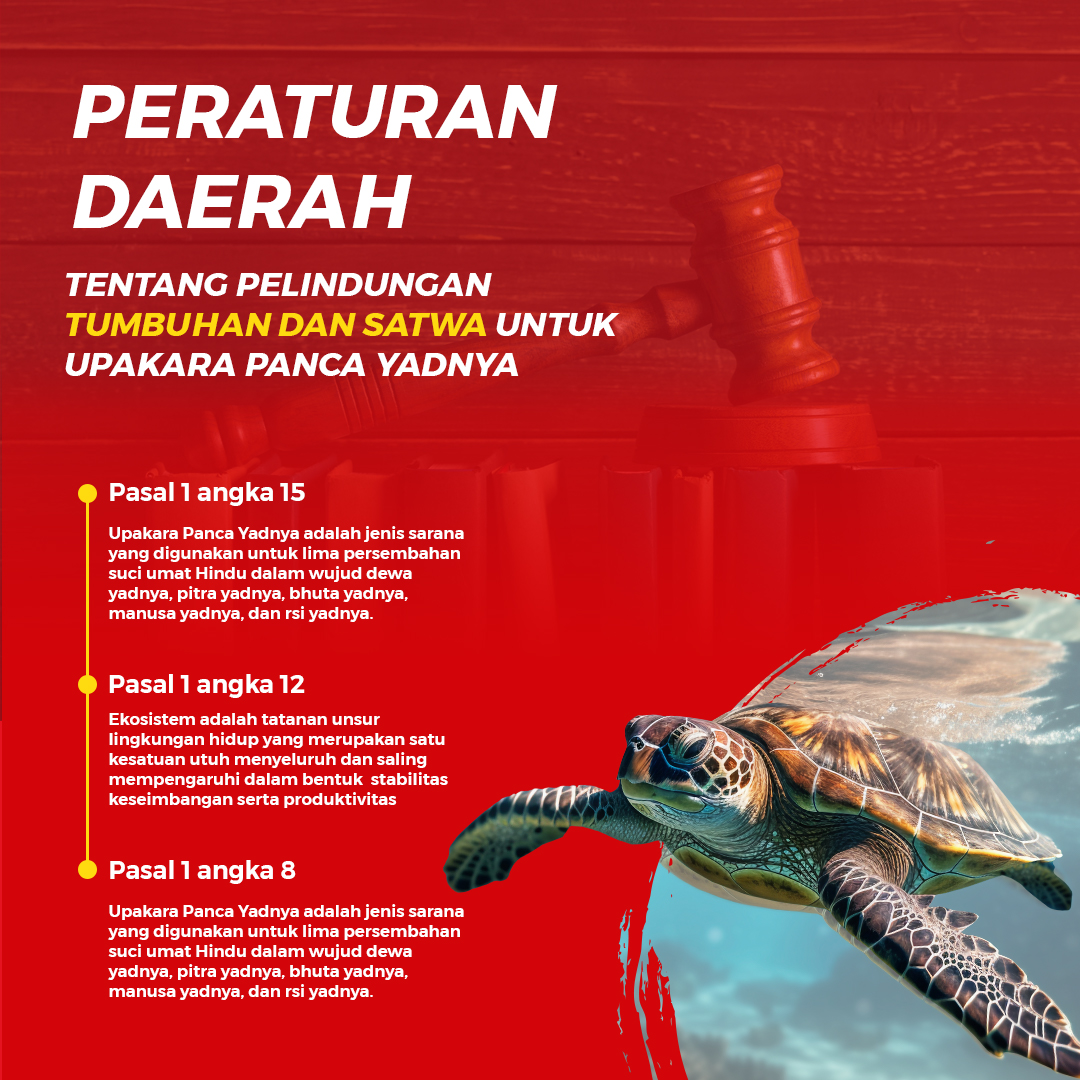 PERATURAN
DAERAH
TENTANG PELINDUNGAN
TUMBUHAN DAN SATWA UNTUK
UPAKARA PANCA YADNYA
Pasal 1 angka 15
Upakara Panca Yadnya adalah jenis sarana
yang digunakan untuk lima persembahan
suci umat Hindu dalam wujud dewa
yadnya, pitra yadnya, bhuta yadnya,
manusa yadnya, dan rsi yadnya.
Pasal 1 angka 12
Ekosistem adalah tatanan unsur
lingkungan hidup yang merupakan satu
kesatuan utuh menyeluruh dan saling
mempengaruhi dalam bentuk  stabilitas
keseimbangan serta produktivitas
Pasal 1 angka 8
Upakara Panca Yadnya adalah jenis sarana
yang digunakan untuk lima persembahan
suci umat Hindu dalam wujud dewa
yadnya, pitra yadnya, bhuta yadnya,
manusa yadnya, dan rsi yadnya.